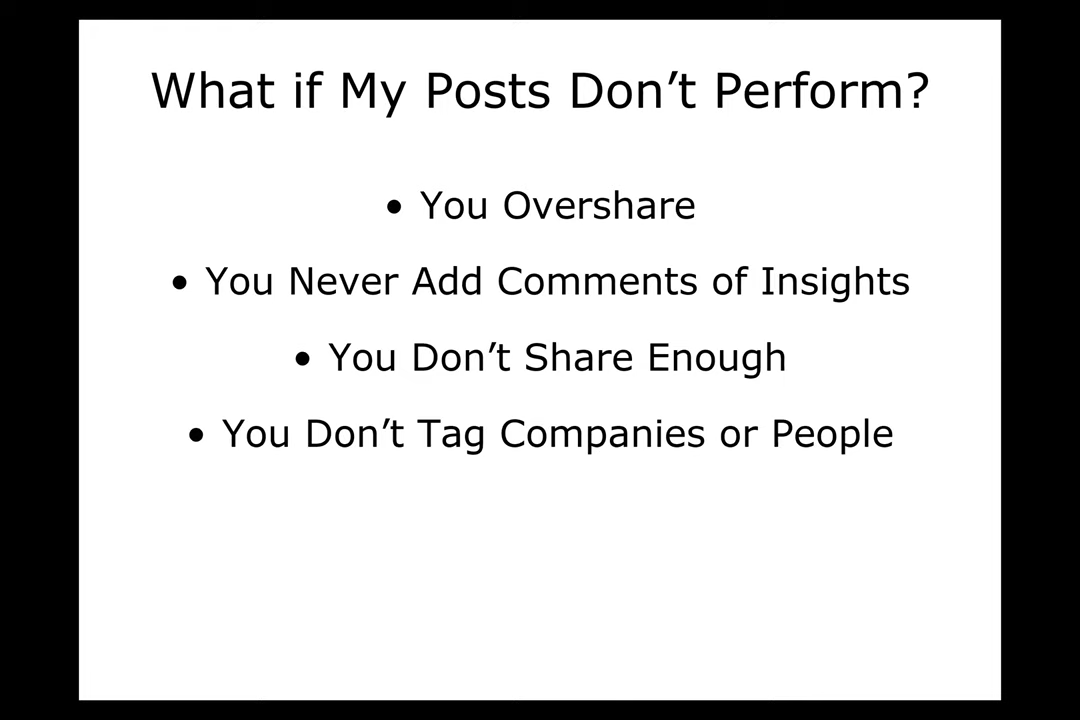 What if My Posts Don’t Perform?
• You Overshare
• You Never Add Comments of Insights
• You Don’t Share Enough
• You Don’t Tag Companies or People